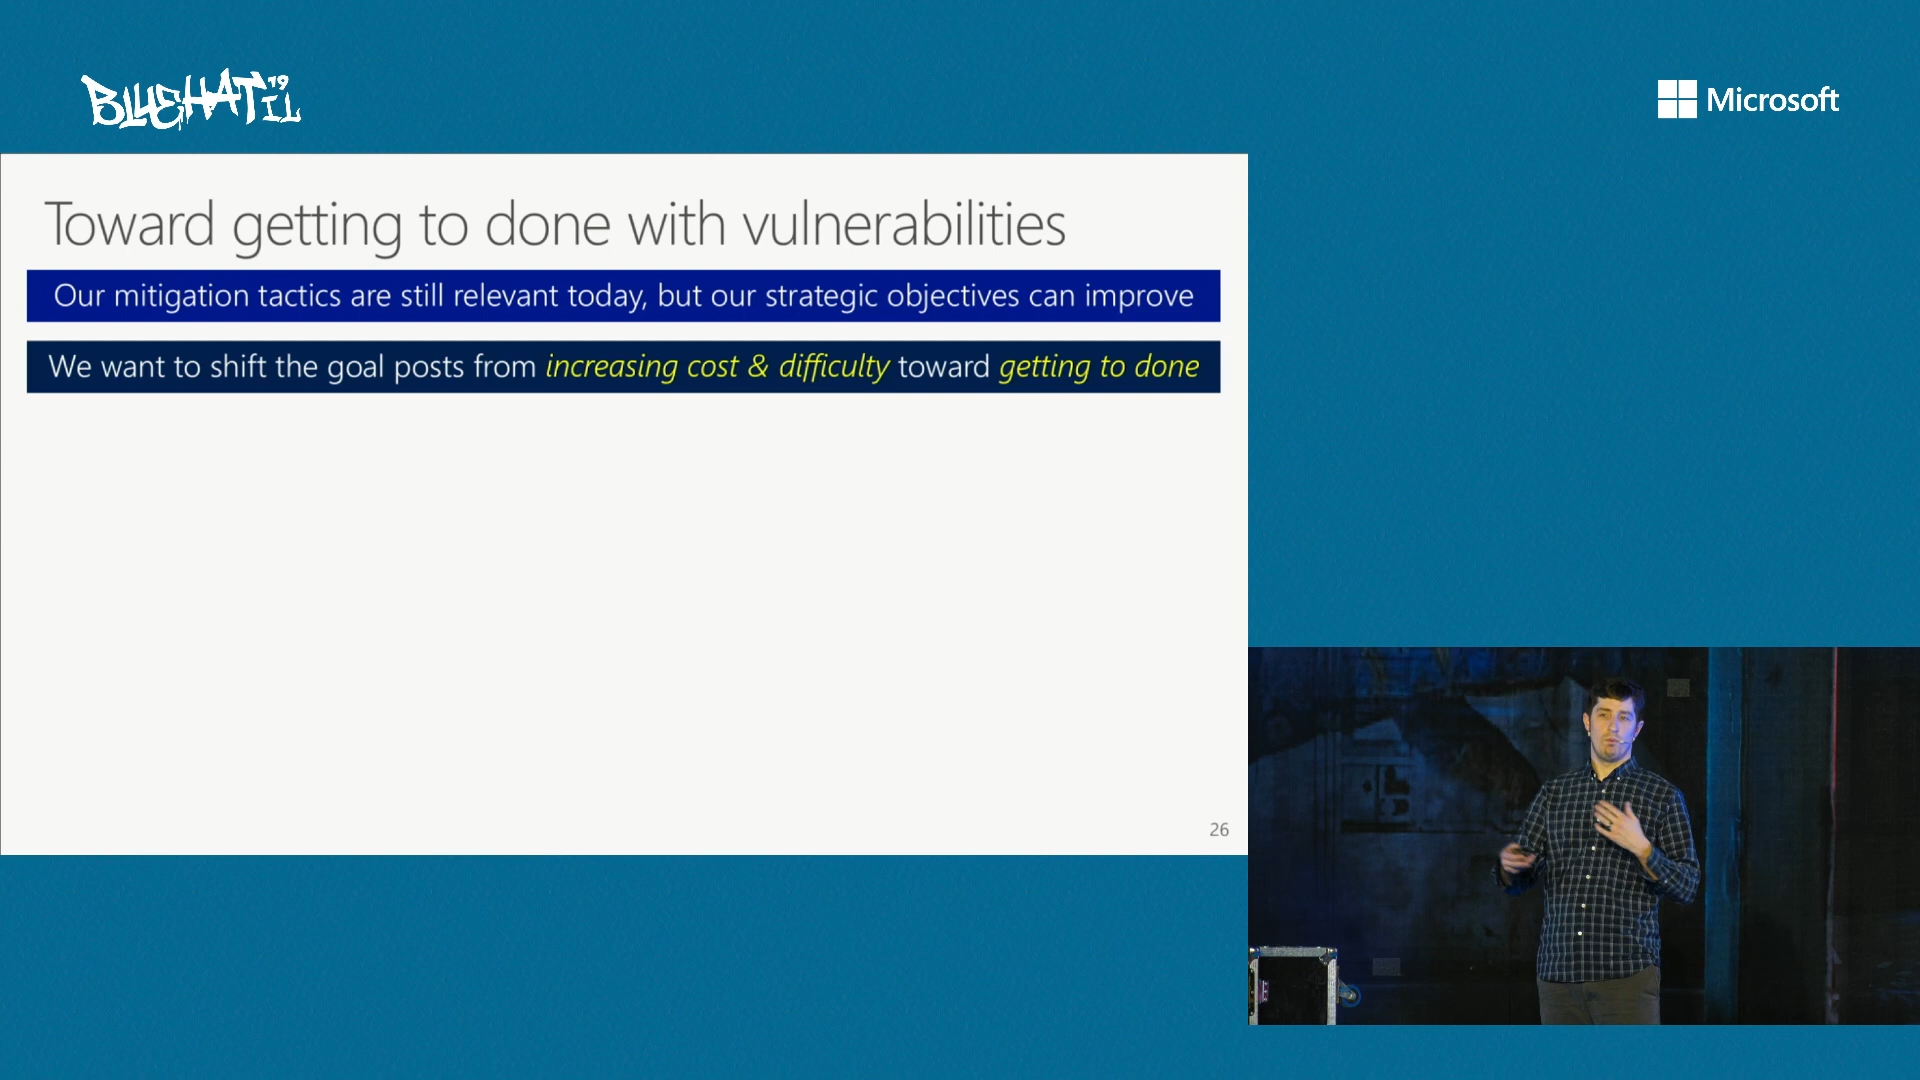 BLUEHAT IL 19
Microsoft
Toward getting to done with vulnerabilities
Our mitigation tactics are still relevant today, but our strategic objectives can improve
We want to shift the goal posts from increasing cost & difficulty toward getting to done
26